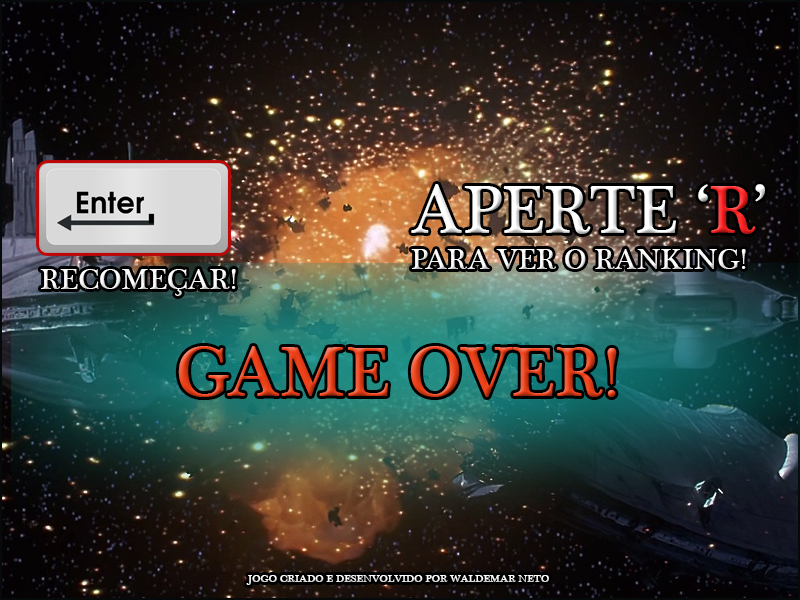 Enter
RECOMEÇAR!
APERTE ‘R’
PARA VER O RANKING!
GAME OVER!
JOGO CRIADO E DESENVOLVIDO POR WALDEMAR NETO